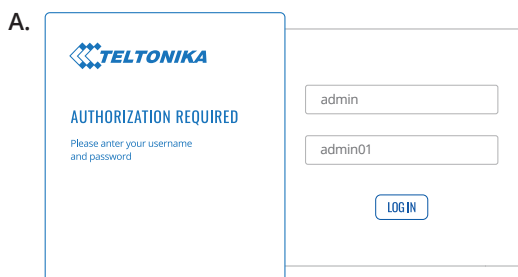 A.
TELTONIKA
AUTHORIZATION REQUIRED
Please anter your username
and password
admin
admin01
LOG IN